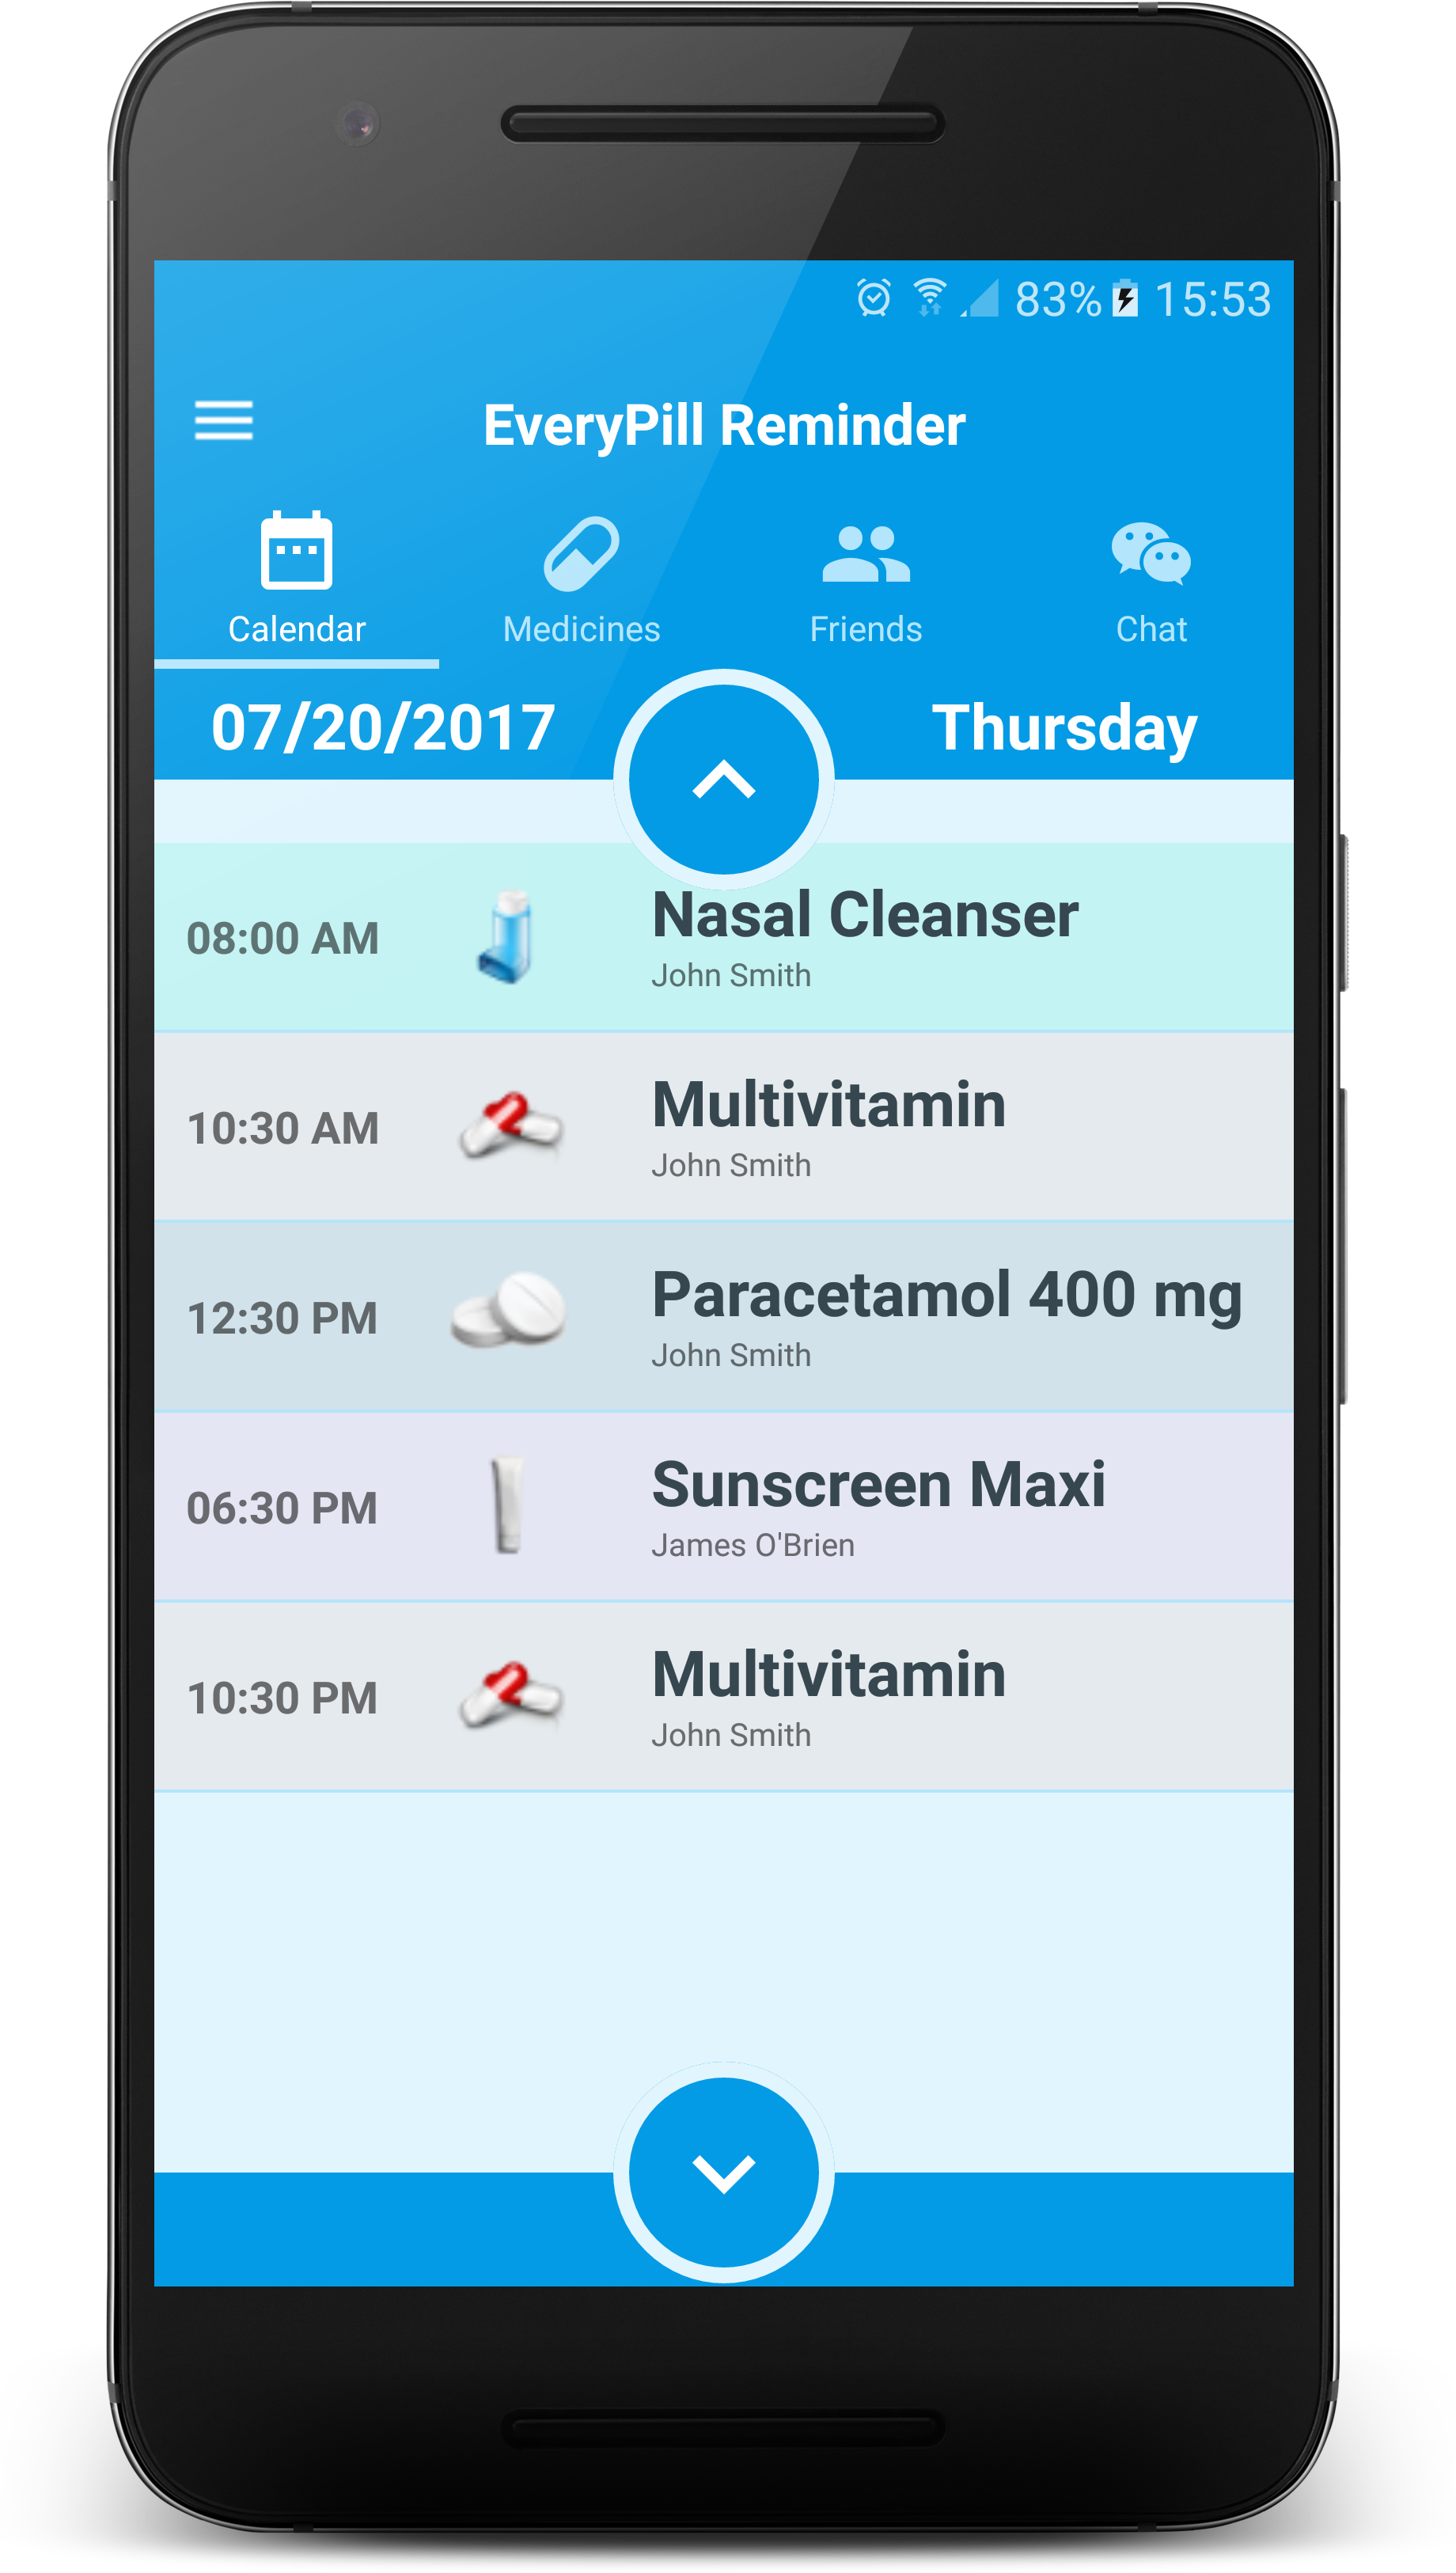 83% 15:53
EveryPill Reminder
Calendar Medicines Friends Chat
07/20/2017 Thursday
08:00 AM Nasal Cleanser
John Smith
10:30 AM Multivitamin
John Smith
12:30 PM Paracetamol 400 mg
John Smith
06:30 PM Sunscreen Maxi
James O'Brien
10:30 PM Multivitamin
John Smith